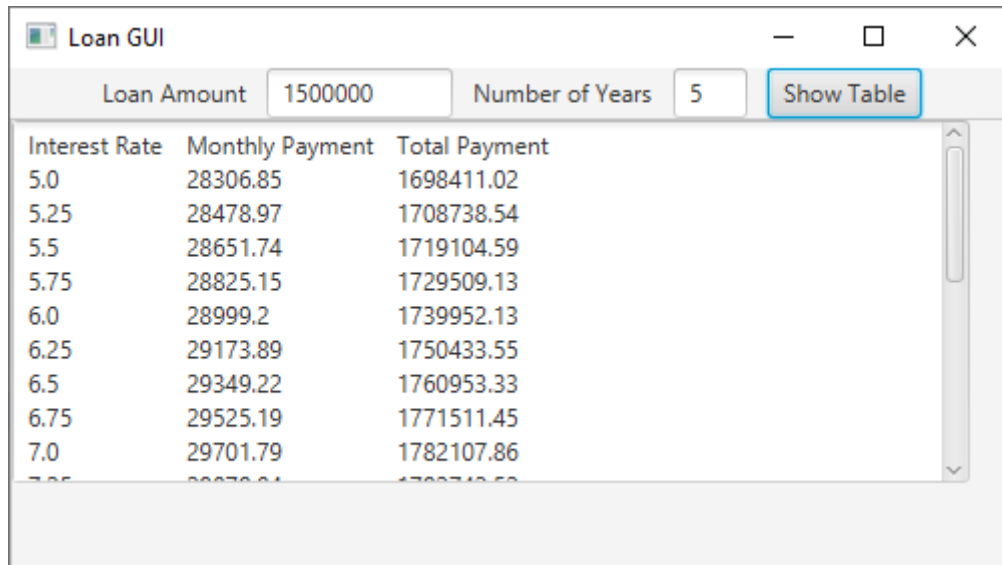 Loan GUI
Loan Amount 1500000 Number of Years 5 Show Table
Interest Rate Monthly Payment Total Payment
5.0 28306.85 1698411.02
5.25 28478.97 1708738.54
5.5 28651.74 1719104.59
5.75 28825.15 1729509.13
6.0 28999.2 1739952.13
6.25 29173.89 1750433.55
6.5 29349.22 1760953.33
6.75 29525.19 1771511.45
7.0 29701.79 1782107.86